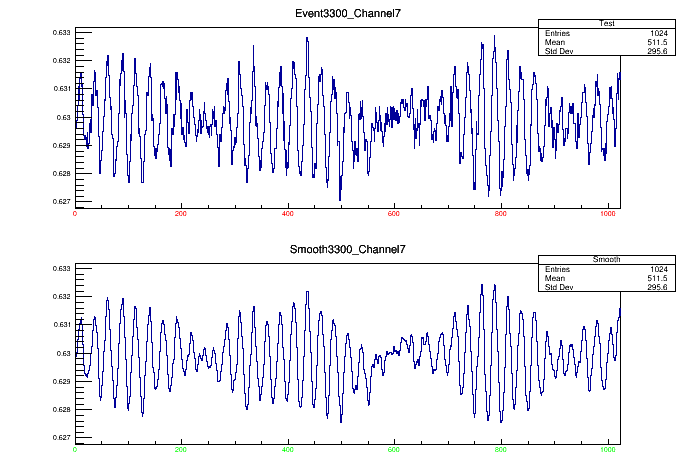 Event3300_Channel7
Test
Entries 1024
Mean 511.5
Std Dev 295.6
0.633
0.632
0.631
0.63
0.629
0.628
0.627
0 200 400 600 800 1000
Smooth3300_Channel7
Smooth
Entries 1024
Mean 511.5
Std Dev 295.6
0.633
0.632
0.631
0.63
0.629
0.628
0.627
0 200 400 600 800 1000